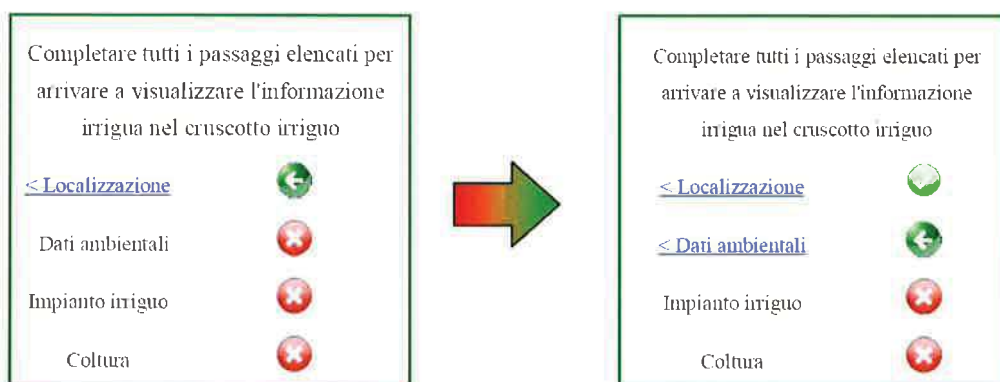 Completare tutti i passaggi elencati per
arrivare a visualizzare l'informazione
irrigua nel cruscotto irriguo
< Localizzazione
Dati ambientali
Impianto irriguo
Coltura
Completare tutti i passaggi elencati per
arrivare a visualizzare l'informazione
irrigua nel cruscotto irriguo
< Localizzazione
< Dati ambientali
Impianto irriguo
Coltura